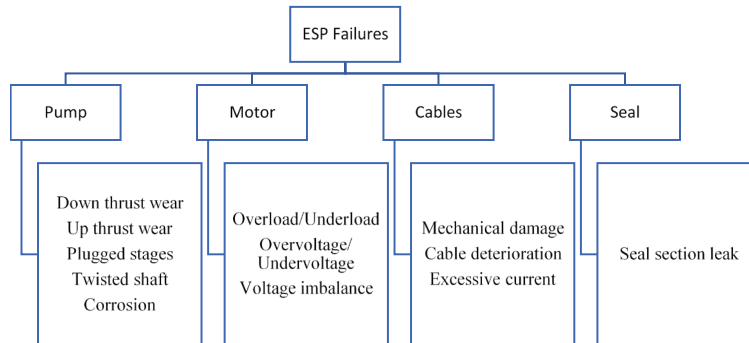 ESP Failures
Pump
Motor
Cables
Seal
Down thrust wear
Up thrust wear
Plugged stages
Twisted shaft
Corrosion
Overload/Underload
Overvoltage/
Undervoltage
Voltage imbalance
Mechanical damage
Cable deterioration
Excessive current
Seal section leak